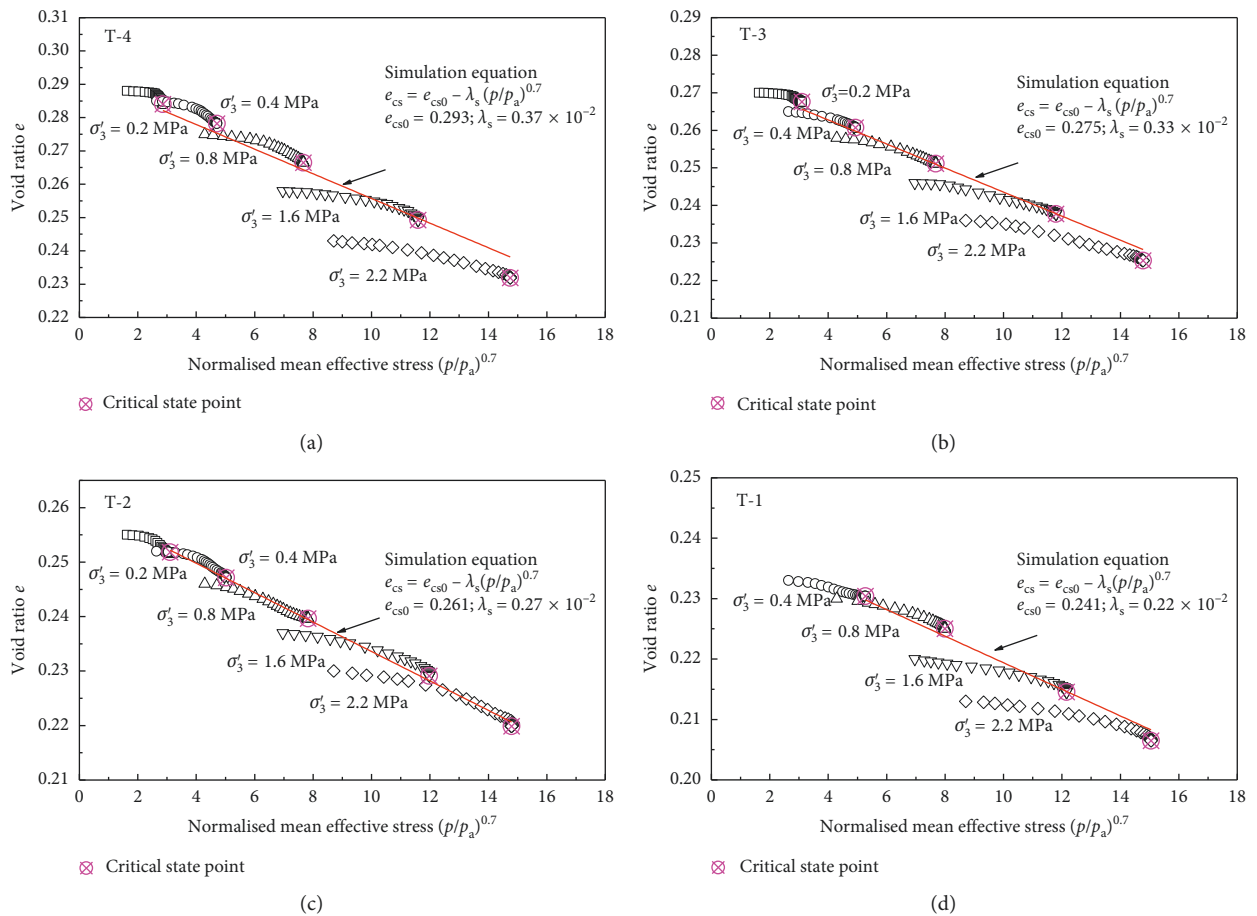 T-4
0.31
0.30
0.29
0.28
0.27
0.26
0.25
0.24
0.23
0.22
Void ratio e
0 2 4 6 8 10 12 14 16 18
Normalised mean effective stress (p/pₐ)^0.7
Simulation equation
e_cs = e_cs0 − λ_s (p/p_a)^0.7
e_cs0 = 0.293; λ_s = 0.37 × 10^−2
σ′₃ = 0.4 MPa
σ′₃ = 0.2 MPa
σ′₃ = 0.8 MPa
σ′₃ = 1.6 MPa
σ′₃ = 2.2 MPa
Critical state point
(a)
T-3
0.29
0.28
0.27
0.26
0.25
0.24
0.23
0.22
0.21
Void ratio e
0 2 4 6 8 10 12 14 16 18
Normalised mean effective stress (p/pₐ)^0.7
Simulation equation
e_cs = e_cs0 − λ_s (p/p_a)^0.7
e_cs0 = 0.275; λ_s = 0.33 × 10^−2
σ′₃=0.2 MPa
σ′₃ = 0.4 MPa
σ′₃ = 0.8 MPa
σ′₃ = 1.6 MPa
σ′₃ = 2.2 MPa
Critical state point
(b)
T-2
0.26
0.25
0.24
0.23
0.22
0.21
Void ratio e
0 2 4 6 8 10 12 14 16 18
Normalised mean effective stress (p/pₐ)^0.7
Simulation equation
e_cs = e_cs0 − λ_s(p/p_a)^0.7
e_cs0 = 0.261; λ_s = 0.27 × 10^−2
σ′₃ = 0.4 MPa
σ′₃ = 0.2 MPa
σ′₃ = 0.8 MPa
σ′₃ = 1.6 MPa
σ′₃ = 2.2 MPa
Critical state point
(c)
T-1
0.25
0.24
0.23
0.22
0.21
0.20
Void ratio e
0 2 4 6 8 10 12 14 16 18
Normalised mean effective stress (p/pₐ)^0.7
Simulation equation
e_cs = e_cs0 − λ_s(p/p_a)^0.7
e_cs0 = 0.241; λ_s = 0.22 × 10^−2
σ′₃ = 0.4 MPa
σ′₃ = 0.8 MPa
σ′₃ = 1.6 MPa
σ′₃ = 2.2 MPa
Critical state point
(d)